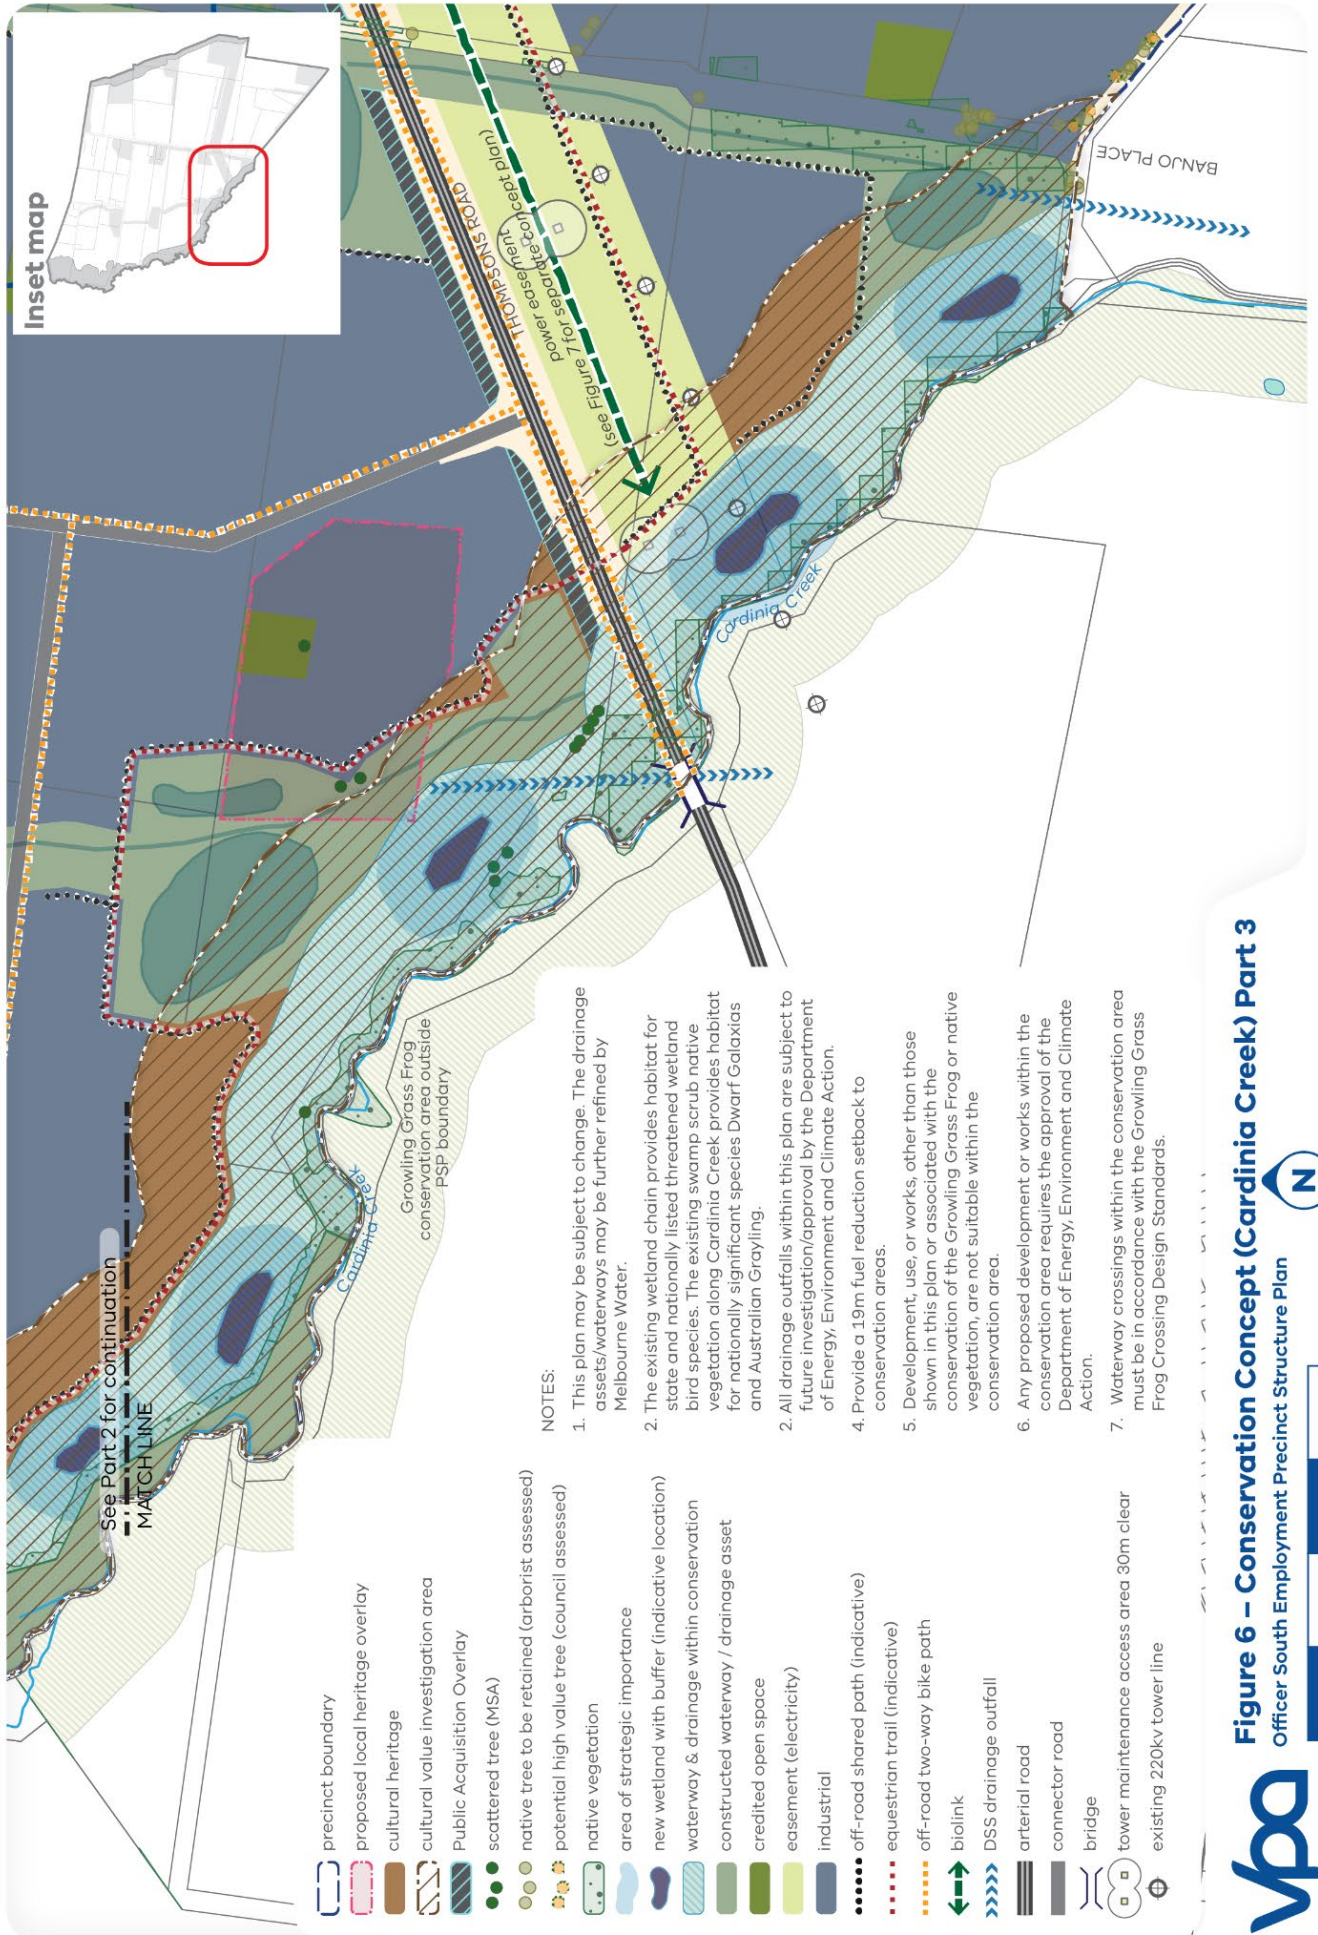 Inset map
THOMPSONS ROAD
power easement
(see Figure 7 for separate concept plan)
BANJO PLACE
Cardinia Creek
Growling Grass Frog
conservation area outside
PSP boundary
Cardinia Creek
See Part 2 for continuation
MATCH LINE
precinct boundary
proposed local heritage overlay
cultural heritage
cultural value investigation area
Public Acquisition Overlay
scattered tree (MSA)
native tree to be retained (arborist assessed)
potential high value tree (council assessed)
native vegetation
area of strategic importance
new wetland with buffer (indicative location)
waterway & drainage within conservation
constructed waterway / drainage asset
credited open space
easement (electricity)
industrial
off-road shared path (indicative)
equestrian trail (indicative)
off-road two-way bike path
biolink
DSS drainage outfall
arterial road
connector road
bridge
tower maintenance access area 30m clear
existing 220kv tower line
NOTES:
1. This plan may be subject to change. The drainage
assets/waterways may be further refined by
Melbourne Water.
2. The existing wetland chain provides habitat for
state and nationally listed threatened wetland
bird species. The existing swamp scrub native
vegetation along Cardinia Creek provides habitat
for nationally significant species Dwarf Galaxias
and Australian Grayling.
2. All drainage outfalls within this plan are subject to
future investigation/approval by the Department
of Energy, Environment and Climate Action.
4. Provide a 19m fuel reduction setback to
conservation areas.
5. Development, use, or works, other than those
shown in this plan or associated with the
conservation of the Growling Grass Frog or native
vegetation, are not suitable within the
conservation area.
6. Any proposed development or works within the
conservation area requires the approval of the
Department of Energy, Environment and Climate
Action.
7. Waterway crossings within the conservation area
must be in accordance with the Growling Grass
Frog Crossing Design Standards.
vpa
Figure 6 – Conservation Concept (Cardinia Creek) Part 3
Officer South Employment Precinct Structure Plan
N